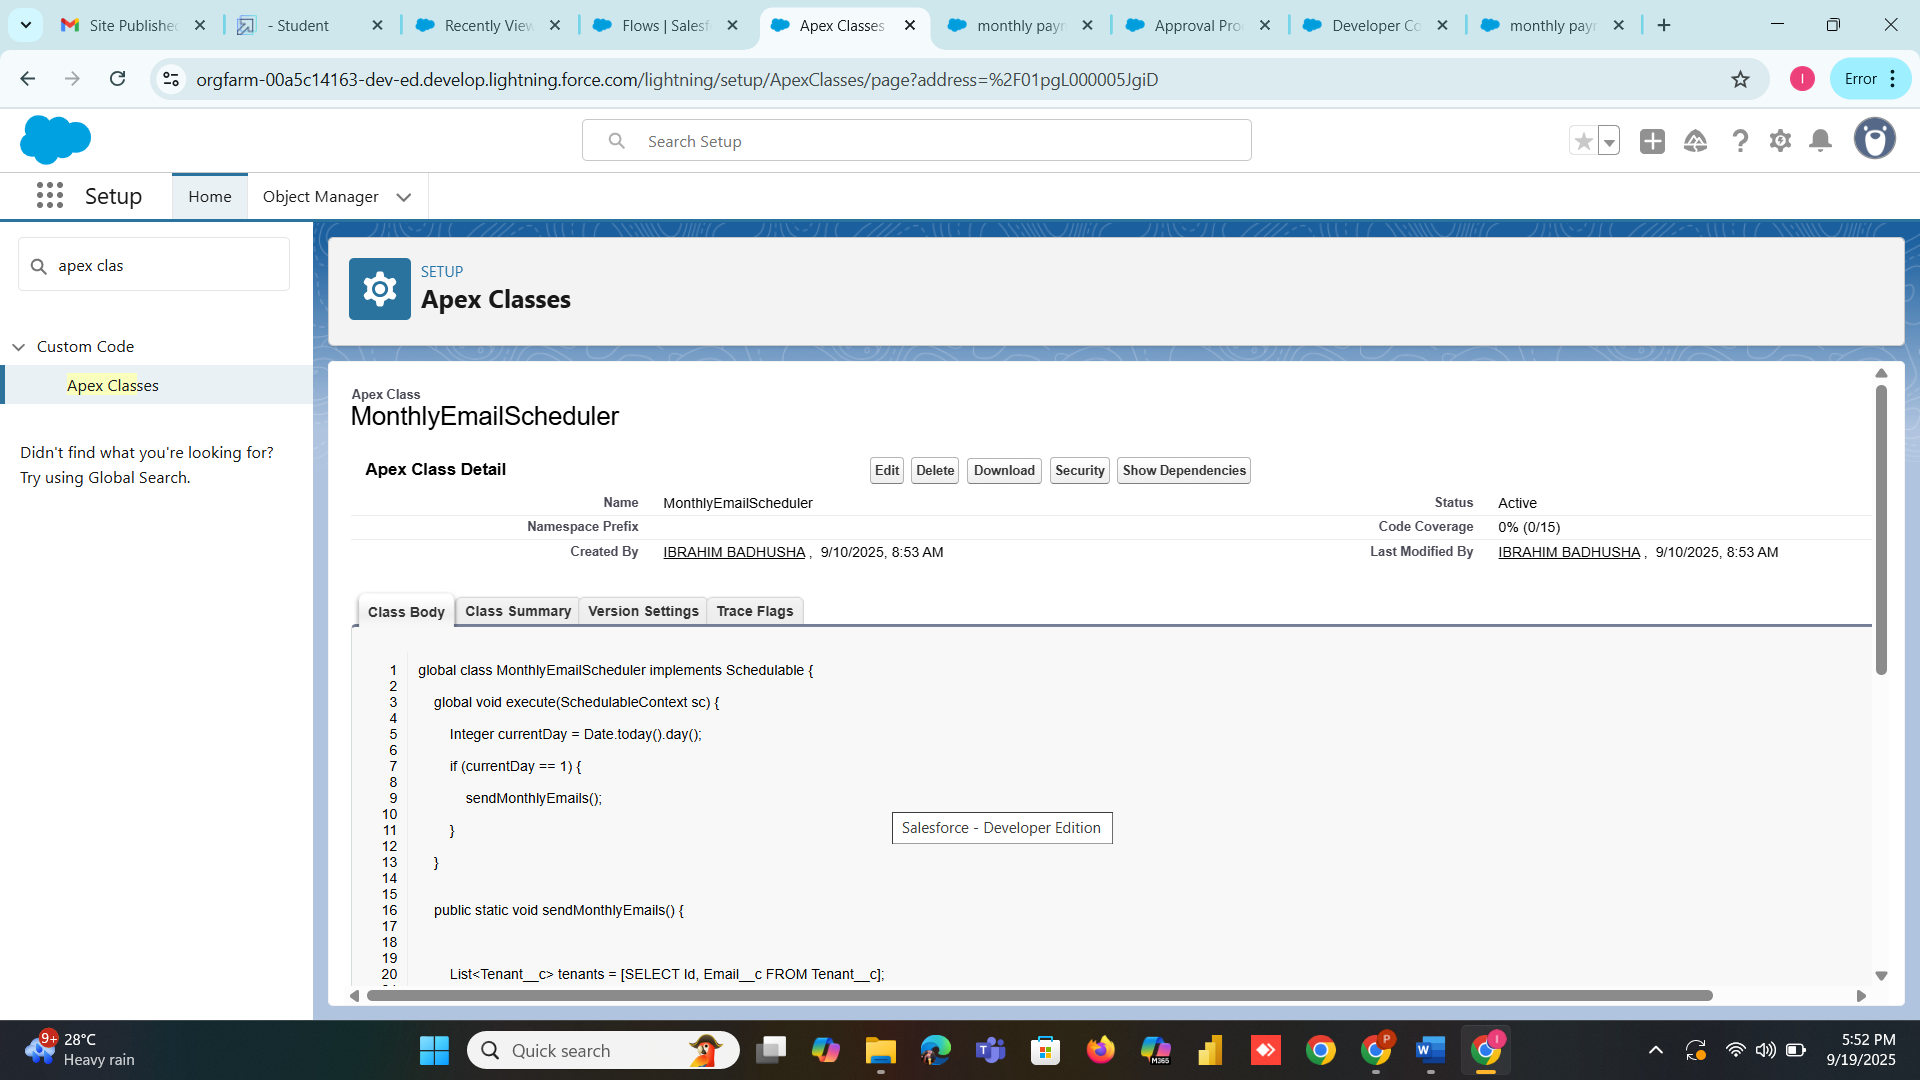 Site Published
- Student
Recently View
Flows | Salesf
Apex Classes
monthly payr
Approval Pro
Developer Co
monthly payr
orgfarm-00a5c14163-dev-ed.develop.lightning.force.com/lightning/setup/ApexClasses/page?address=%2F01pgL000005JgiD
I
Error
Search Setup
Setup
Home
Object Manager
apex clas
Custom Code
Apex Classes
Didn't find what you're looking for?
Try using Global Search.
SETUP
Apex Classes
Apex Class
MonthlyEmailScheduler
Apex Class Detail
Edit Delete Download Security Show Dependencies
Name MonthlyEmailScheduler Status Active
Namespace Prefix Code Coverage 0% (0/15)
Created By IBRAHIM BADHUSHA , 9/10/2025, 8:53 AM Last Modified By IBRAHIM BADHUSHA , 9/10/2025, 8:53 AM
Class Body Class Summary Version Settings Trace Flags
1 global class MonthlyEmailScheduler implements Schedulable {
2
3 global void execute(SchedulableContext sc) {
4
5 Integer currentDay = Date.today().day();
6
7 if (currentDay == 1) {
8
9 sendMonthlyEmails();
10
11 }
12
13 }
14
15
16 public static void sendMonthlyEmails() {
17
18
19
20 List<Tenant__c> tenants = [SELECT Id, Email__c FROM Tenant__c];
Salesforce - Developer Edition
9+
28°C
Heavy rain
Quick search
M365
P
I
5:52 PM
9/19/2025